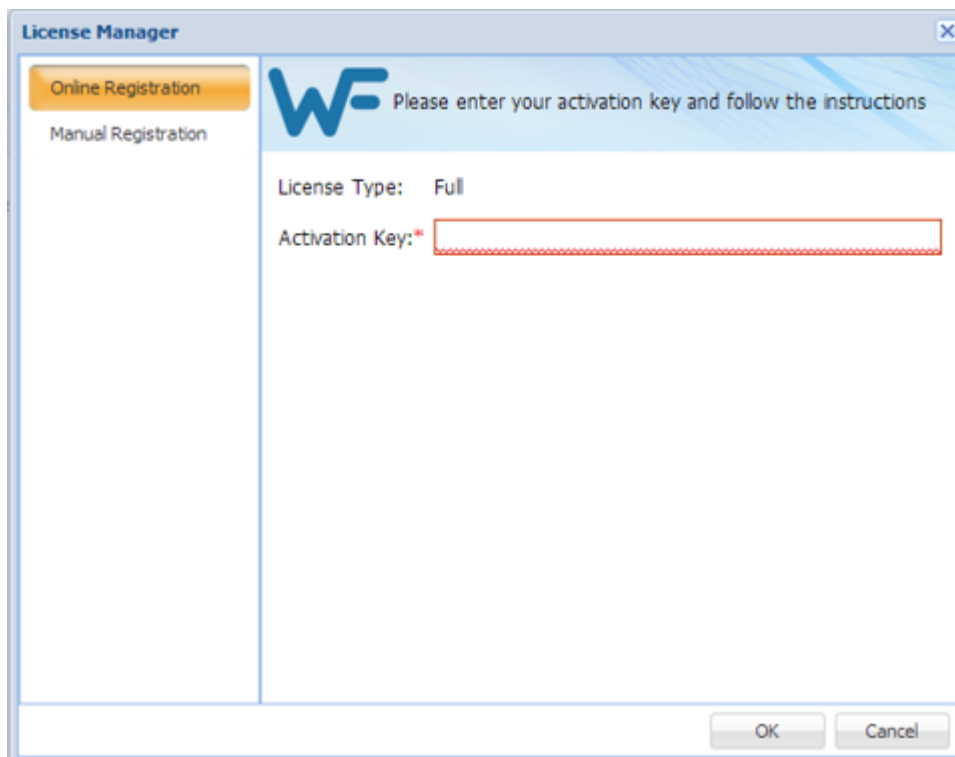 License Manager
Online Registration
Manual Registration
WF
Please enter your activation key and follow the instructions
License Type: Full
Activation Key:*
OK
Cancel